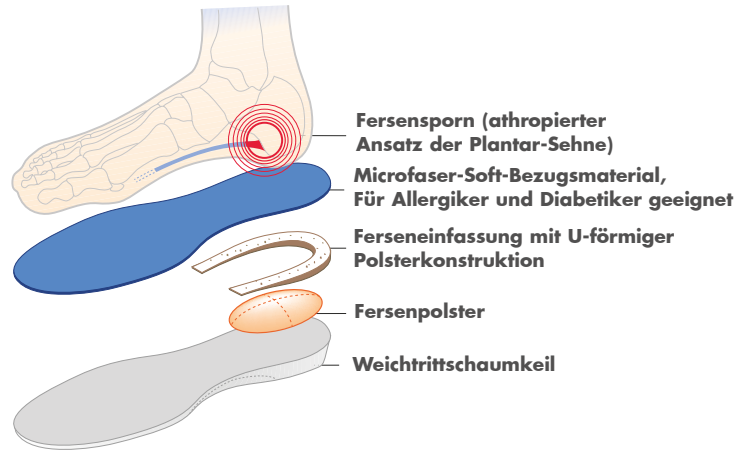 Fersensporn (athropierter
Ansatz der Plantar-Sehne)
Microfaser-Soft-Bezugsmaterial,
Für Allergiker und Diabetiker geeignet
Ferseneinfassung mit U-förmiger
Polsterkonstruktion
Fersenpolster
Weichtrittschaumkeil